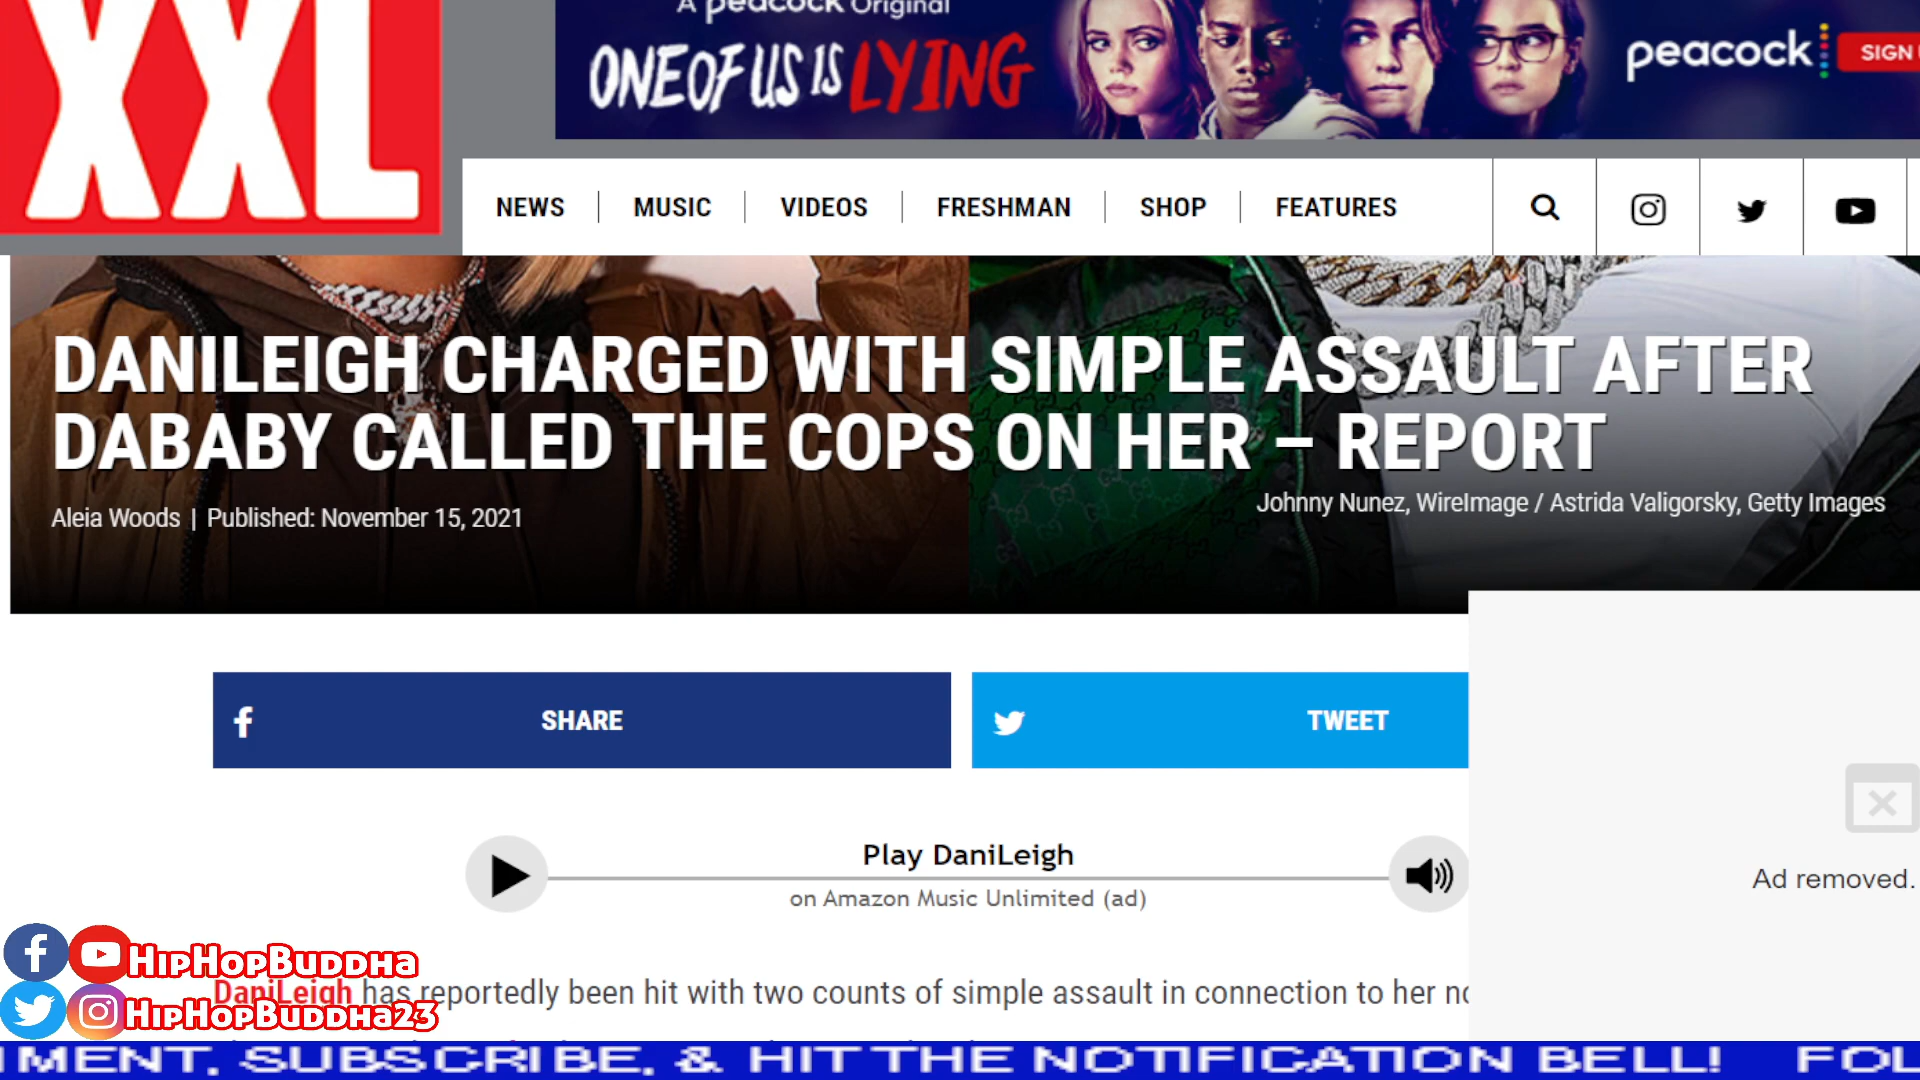 XXL
A peacock Original
ONE OF US IS LYING
peacock
SIGN
NEWS
MUSIC
VIDEOS
FRESHMAN
SHOP
FEATURES
DANILEIGH CHARGED WITH SIMPLE ASSAULT AFTER
DABABY CALLED THE COPS ON HER – REPORT
Aleia Woods | Published: November 15, 2021
Johnny Nunez, WireImage / Astrida Valigorsky, Getty Images
SHARE
TWEET
Play DaniLeigh
on Amazon Music Unlimited (ad)
Ad removed.
HipHopBuddha
DaniLeigh has reportedly been hit with two counts of simple assault in connection to her
HipHopBuddha23
MENT, SUBSCRIBE, & HIT THE NOTIFICATION BELL! FOL